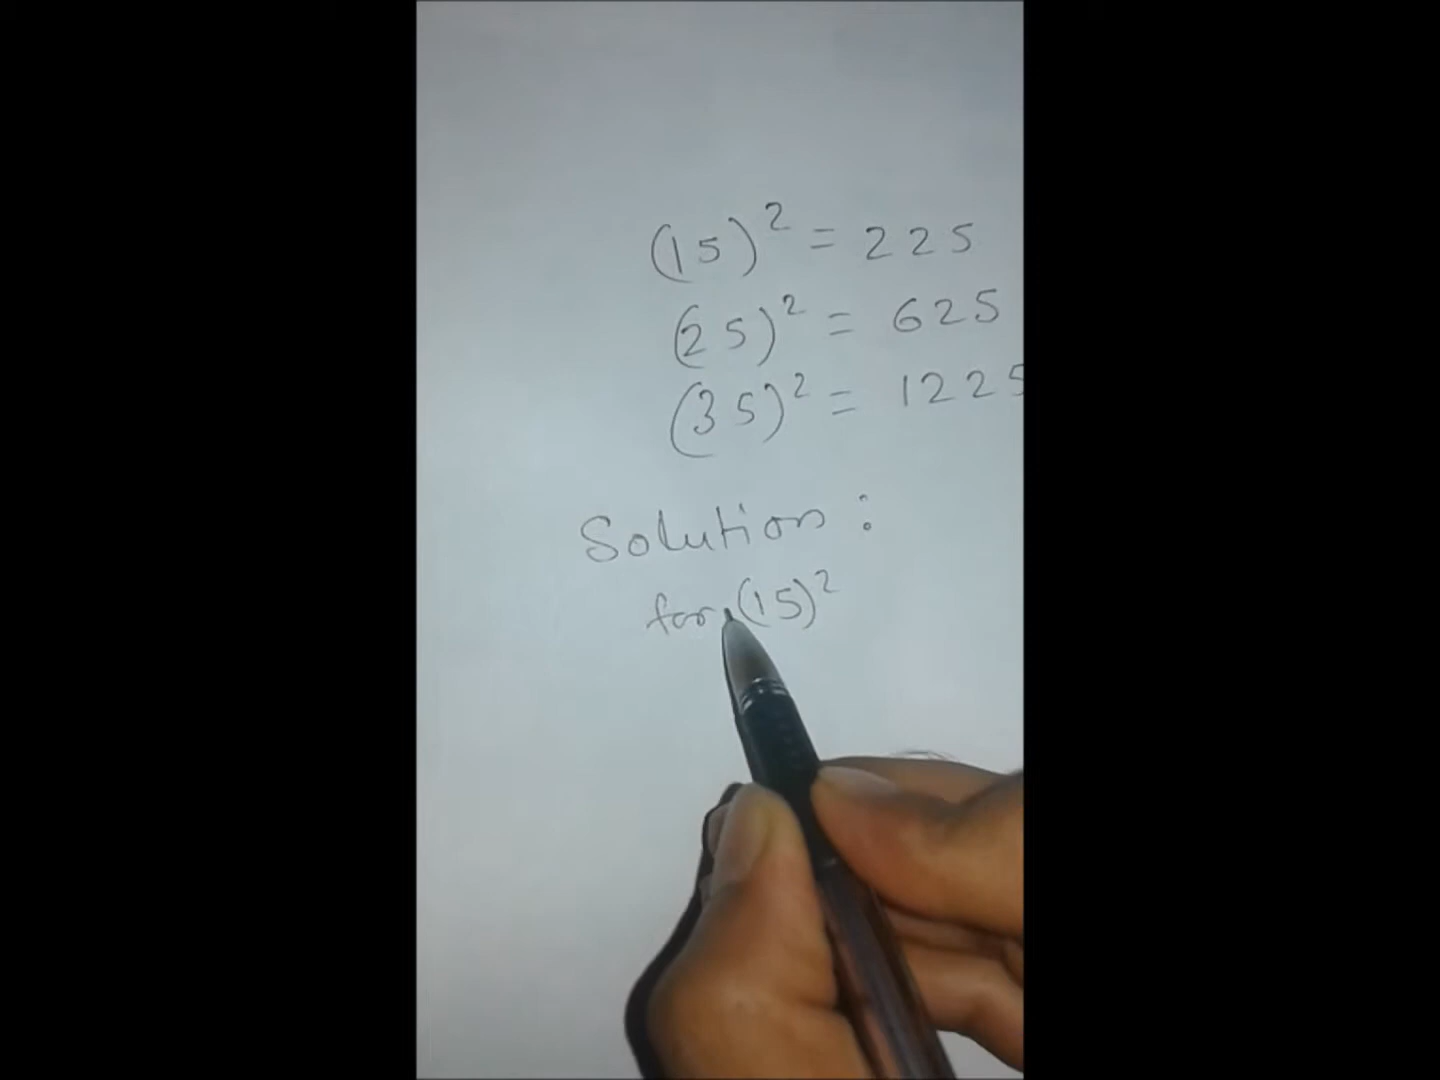 (15)² = 225
(25)² = 625
(35)² = 1225
Solution :
for (15)²